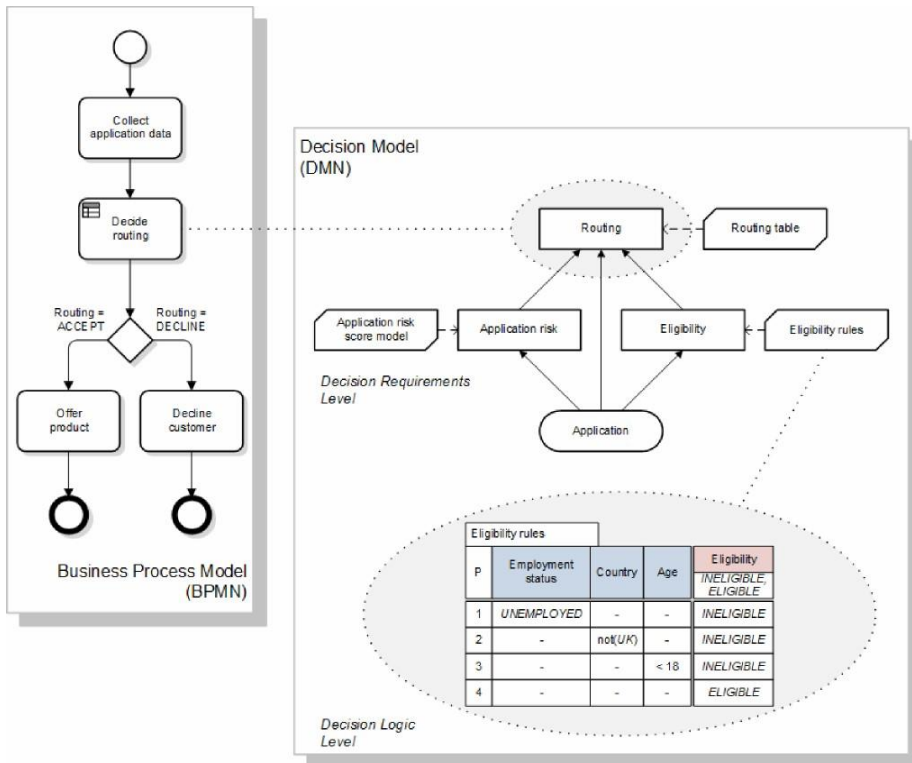 Collect
application data
Decide
routing
Routing =
ACCEPT
Routing =
DECLINE
Offer
product
Decline
customer
Business Process Model
(BPMN)
Decision Model
(DMN)
Routing
Routing table
Application risk
score model
Application risk
Eligibility
Eligibility rules
Decision Requirements
Level
Application
Eligibility rules
P
Employment
status
Country
Age
Eligibility
INELIGIBLE,
ELIGIBLE
1 UNEMPLOYED - - INELIGIBLE
2 - not(UK) - INELIGIBLE
3 - - < 18 INELIGIBLE
4 - - - ELIGIBLE
Decision Logic
Level